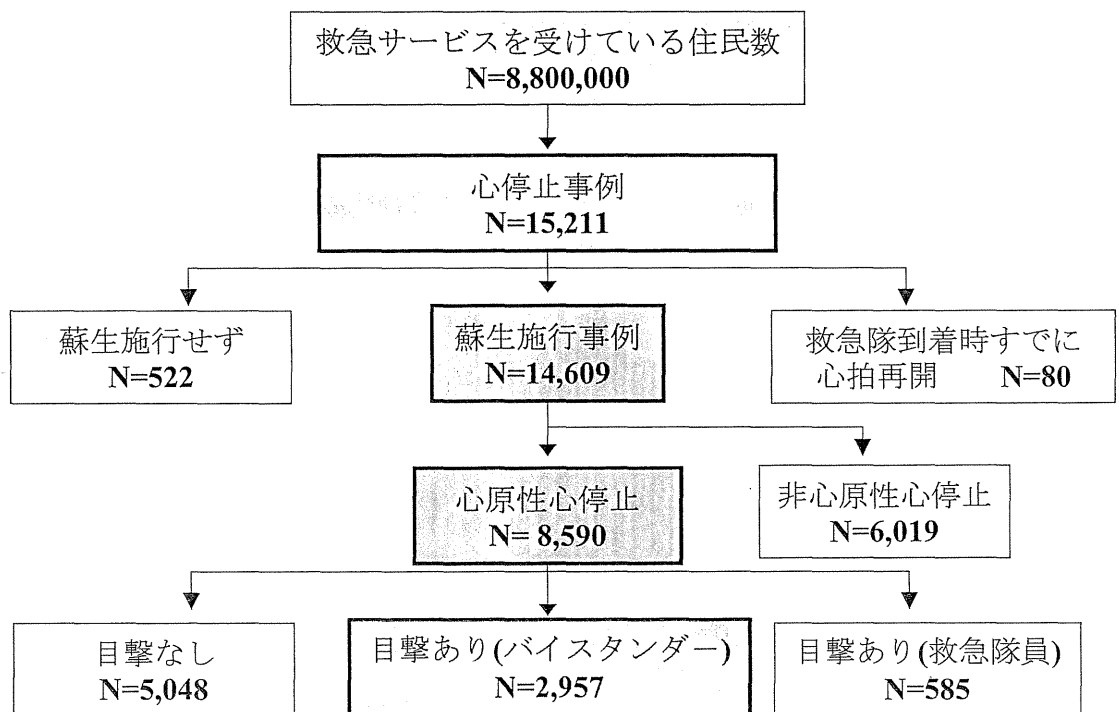 救急サービスを受けている住民数
N=8,800,000
心停止事例
N=15,211
蘇生施行せず
N=522
蘇生施行事例
N=14,609
救急隊到着時すでに
心拍再開 N=80
心原性心停止
N= 8,590
非心原性心停止
N=6,019
目撃なし
N=5,048
目撃あり(バイスタンダー)
N=2,957
目撃あり(救急隊員)
N=585